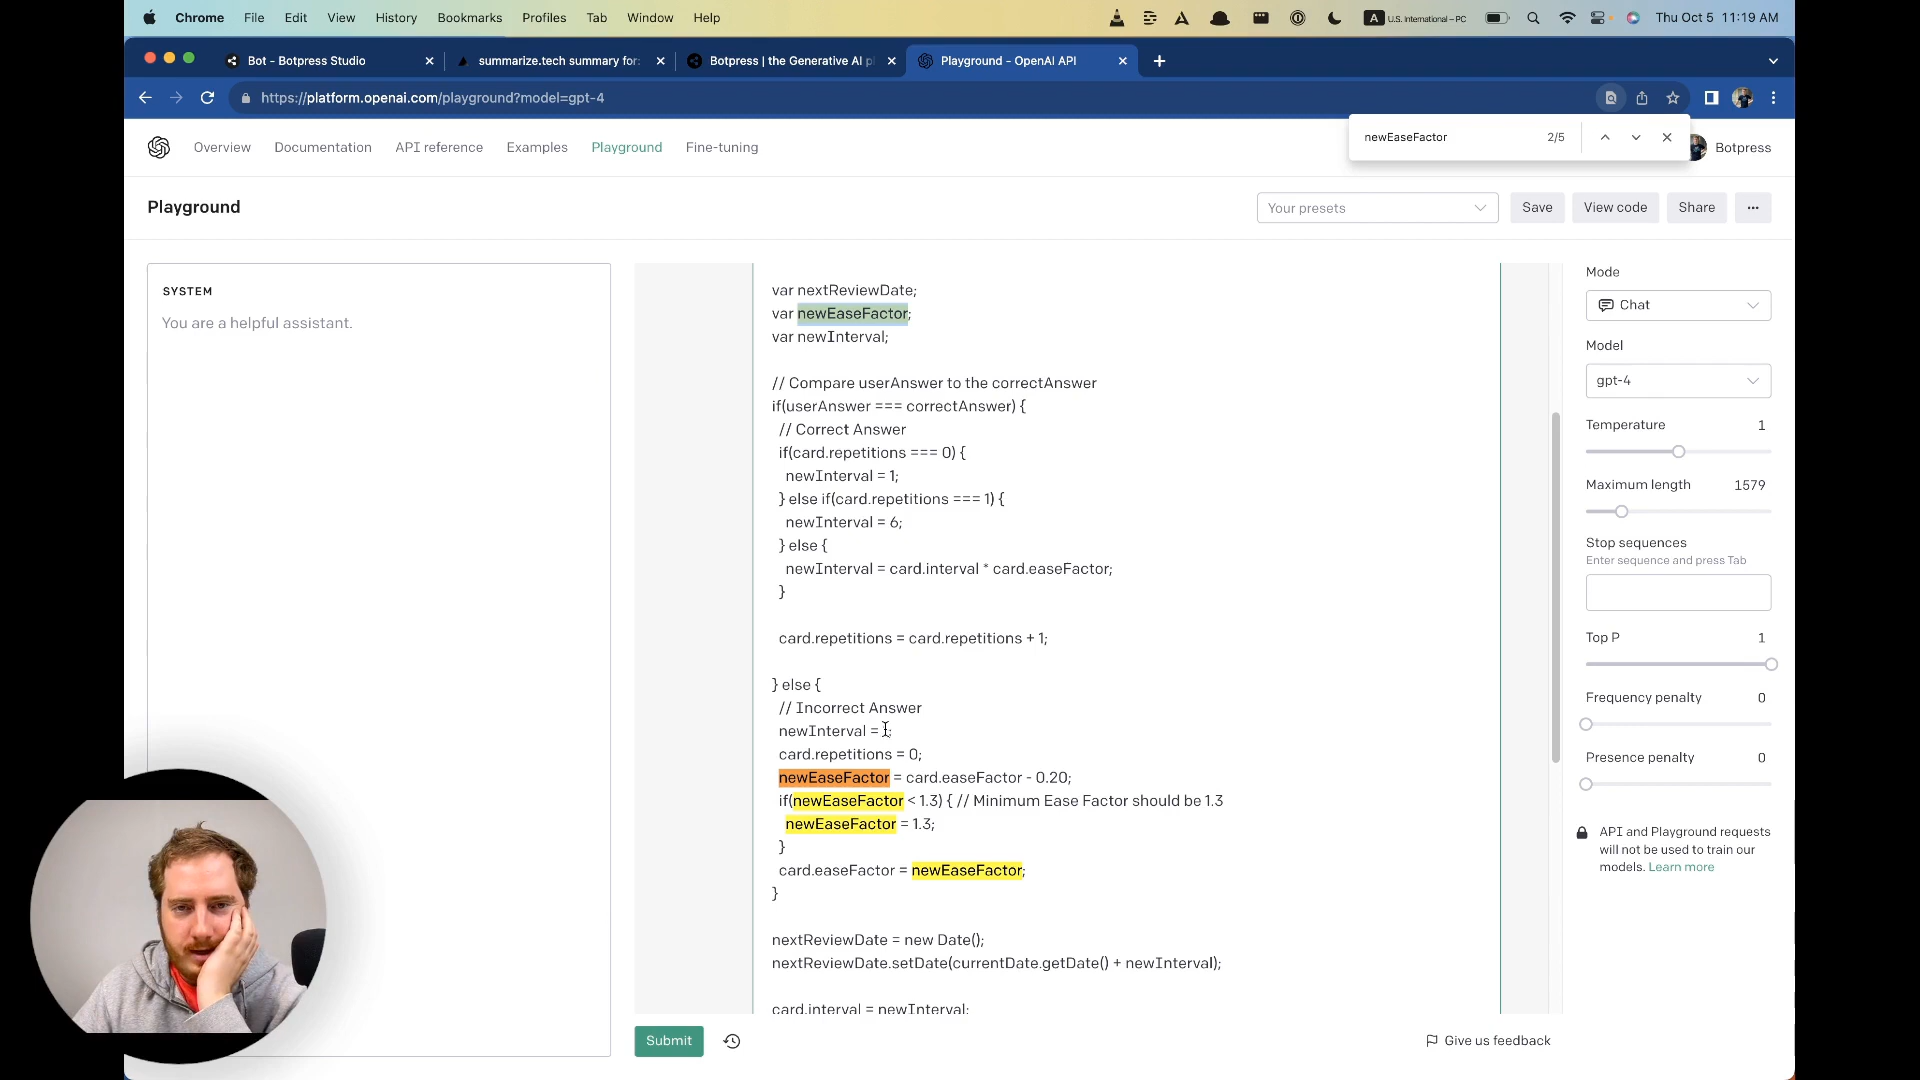 Chrome File Edit View History Bookmarks Profiles Tab Window Help
A U.S. International – PC Thu Oct 5 11:19 AM
Bot - Botpress Studio
summarize.tech summary for:
Botpress | the Generative AI pl
Playground - OpenAI API
https://platform.openai.com/playground?model=gpt-4
newEaseFactor 2/5
Overview Documentation API reference Examples Playground Fine-tuning
Botpress
Playground
Your presets
Save View code Share ...
SYSTEM
You are a helpful assistant.
var nextReviewDate;
var newEaseFactor;
var newInterval;
// Compare userAnswer to the correctAnswer
if(userAnswer === correctAnswer) {
// Correct Answer
if(card.repetitions === 0) {
newInterval = 1;
} else if(card.repetitions === 1) {
newInterval = 6;
} else {
newInterval = card.interval * card.easeFactor;
}
card.repetitions = card.repetitions + 1;
} else {
// Incorrect Answer
newInterval = ;
card.repetitions = 0;
newEaseFactor = card.easeFactor - 0.20;
if(newEaseFactor < 1.3) { // Minimum Ease Factor should be 1.3
newEaseFactor = 1.3;
}
card.easeFactor = newEaseFactor;
}
nextReviewDate = new Date();
nextReviewDate.setDate(currentDate.getDate() + newInterval);
card.interval = newInterval;
Submit
Give us feedback
Mode
Chat
Model
gpt-4
Temperature 1
Maximum length 1579
Stop sequences
Enter sequence and press Tab
Top P 1
Frequency penalty 0
Presence penalty 0
API and Playground requests
will not be used to train our
models. Learn more